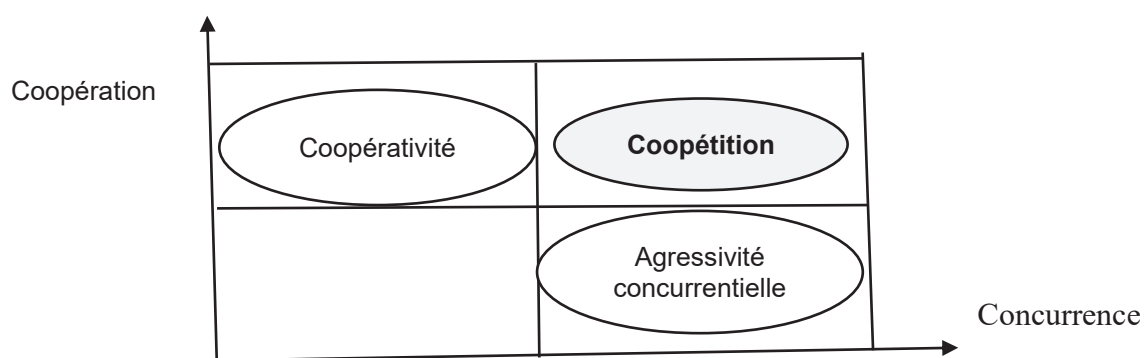 Coopération
Coopérativité
Coopétition
Agressivité
concurrentielle
Concurrence